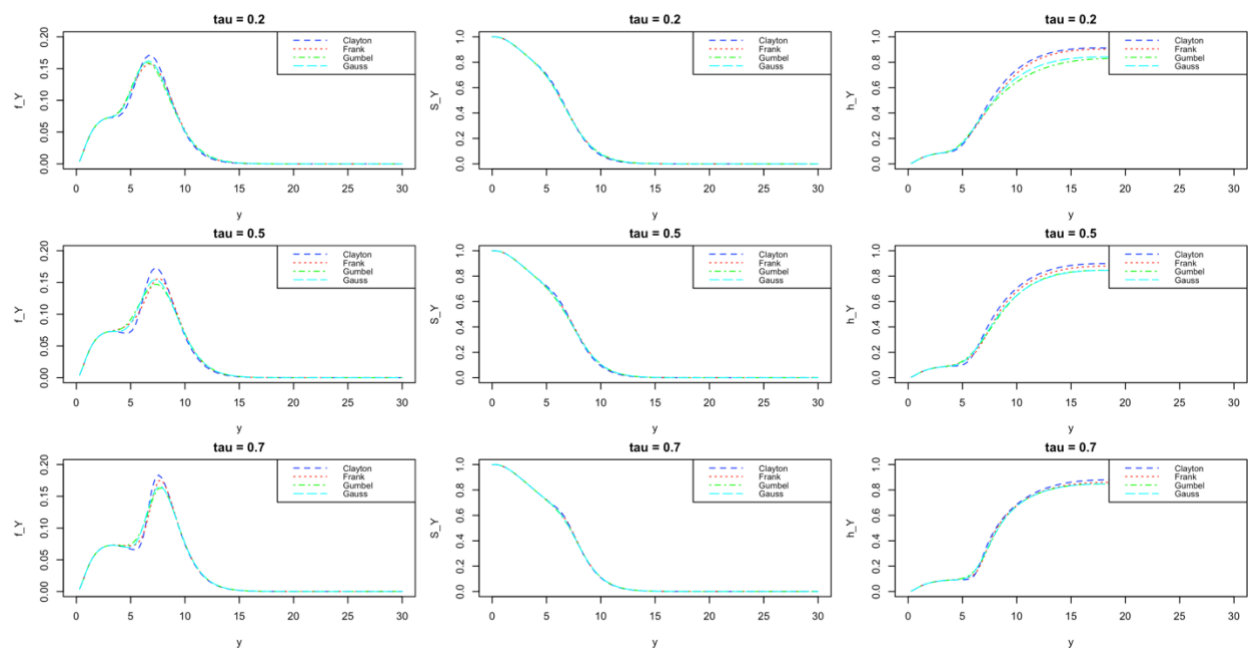 tau = 0.2
f_Y
0.00 0.05 0.10 0.15 0.20
Clayton
Frank
Gumbel
Gauss
0 5 10 15 20 25 30
y
tau = 0.2
S_Y
0.0 0.2 0.4 0.6 0.8 1.0
Clayton
Frank
Gumbel
Gauss
0 5 10 15 20 25 30
y
tau = 0.2
h_Y
0.0 0.2 0.4 0.6 0.8 1.0
Clayton
Frank
Gumbel
Gauss
0 5 10 15 20 25 30
y
tau = 0.5
f_Y
0.00 0.05 0.10 0.15 0.20
Clayton
Frank
Gumbel
Gauss
0 5 10 15 20 25 30
y
tau = 0.5
S_Y
0.0 0.2 0.4 0.6 0.8 1.0
Clayton
Frank
Gumbel
Gauss
0 5 10 15 20 25 30
y
tau = 0.5
h_Y
0.0 0.2 0.4 0.6 0.8 1.0
Clayton
Frank
Gumbel
Gauss
0 5 10 15 20 25 30
y
tau = 0.7
f_Y
0.00 0.05 0.10 0.15 0.20
Clayton
Frank
Gumbel
Gauss
0 5 10 15 20 25 30
y
tau = 0.7
S_Y
0.0 0.2 0.4 0.6 0.8 1.0
Clayton
Frank
Gumbel
Gauss
0 5 10 15 20 25 30
y
tau = 0.7
h_Y
0.0 0.2 0.4 0.6 0.8 1.0
Clayton
Frank
Gumbel
Gauss
0 5 10 15 20 25 30
y